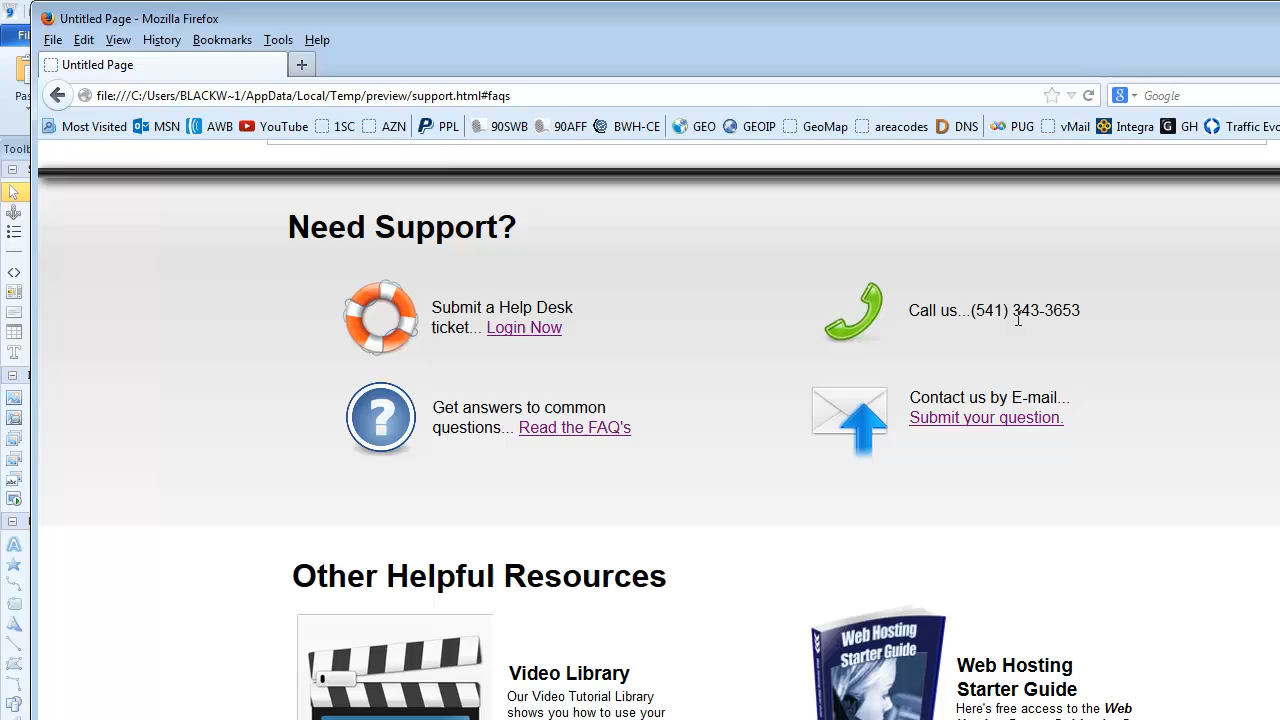 Untitled Page - Mozilla Firefox
File Edit View History Bookmarks Tools Help
Untitled Page
file:///C:/Users/BLACKW~1/AppData/Local/Temp/preview/support.html#faqs
Google
Most Visited MSN AWB YouTube 1SC AZN PPL 90SWB 90AFF BWH-CE GEO GEOIP GeoMap areacodes DNS PUG vMail Integra GH Traffic Evo
Toolb
Need Support?
Submit a Help Desk
ticket... Login Now
Call us...(541) 343-3653
Get answers to common
questions... Read the FAQ's
Contact us by E-mail...
Submit your question.
Other Helpful Resources
Video Library
Our Video Tutorial Library
shows you how to use your
Web Hosting
Starter Guide
Web Hosting
Starter Guide
Here's free access to the Web